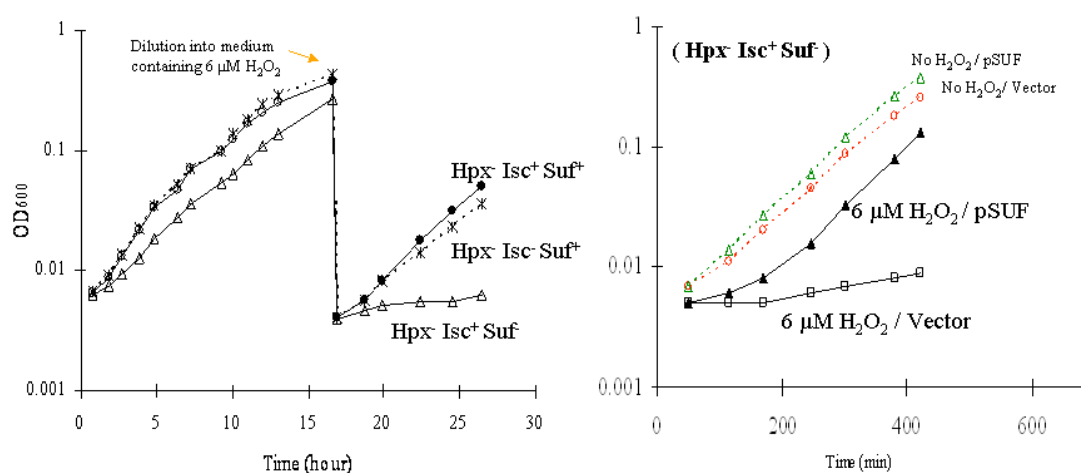 1
0.1
0.01
0.001
OD600
Dilution into medium
containing 6 µM H2O2
Hpx- Isc+ Suf+
Hpx- Isc- Suf+
Hpx- Isc+ Suf-
0 5 10 15 20 25 30
Time (hour)
1
0.1
0.01
0.001
( Hpx- Isc+ Suf- )
No H2O2 / pSUF
No H2O2/ Vector
6 µM H2O2 / pSUF
6 µM H2O2 / Vector
0 200 400 600
Time (min)